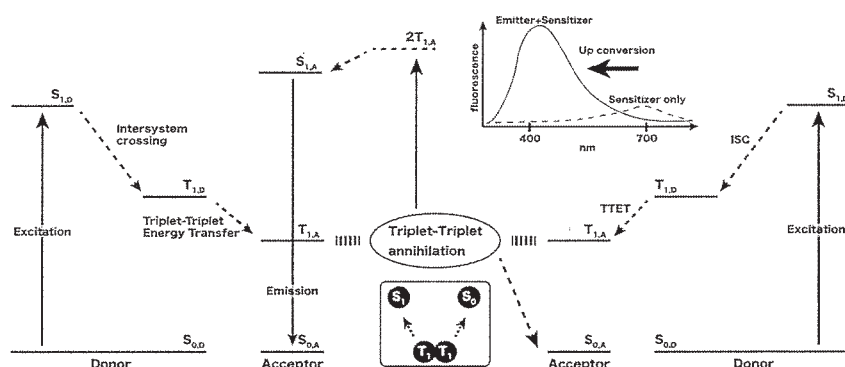 Emitter+Sensitizer
Up conversion
Sensitizer only
fluorescence
400
700
nm
2T1,A
S1,A
S1,D
S1,D
Intersystem
crossing
ISC
T1,D
T1,D
Triplet-Triplet
Energy Transfer
TTET
T1,A
Triplet-Triplet
annihilation
T1,A
Excitation
Excitation
Emission
S1
S0
T1
T1
S0,D
S0,A
S0,A
S0,D
Donor
Acceptor
Acceptor
Donor